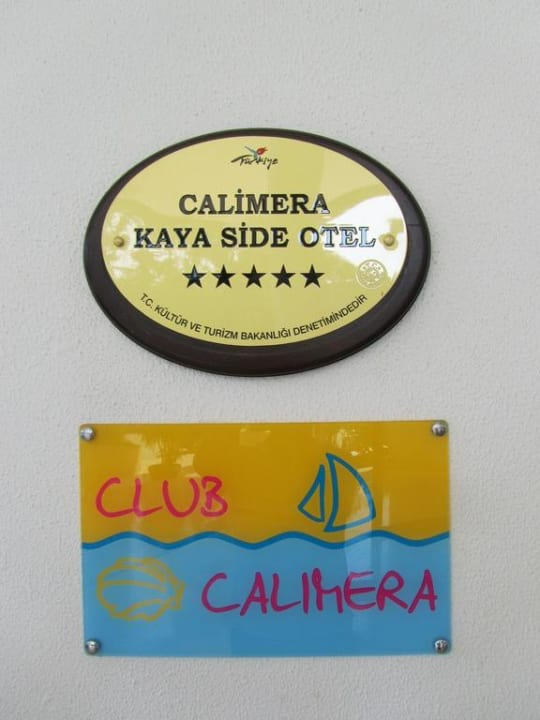 Türkiye
CALİMERA
KAYA SİDE OTEL
T.C. KÜLTÜR VE TURİZM BAKANLIĞI DENETİMİNDEDİR
CLUB
CALIMERA